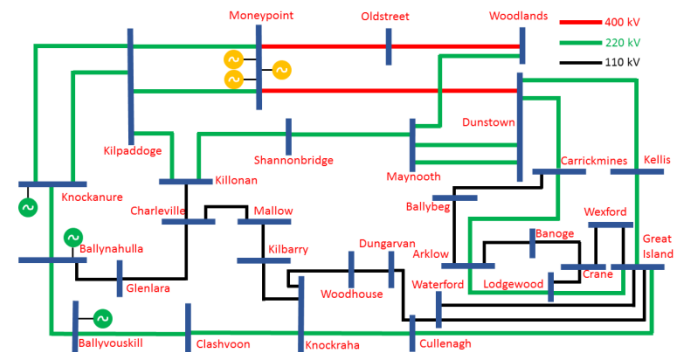 Moneypoint
Oldstreet
Woodlands
400 kV
220 kV
110 kV
Dunstown
Kilpaddoge
Shannonbridge
Maynooth
Carrickmines
Kellis
Knockanure
Killonan
Charleville
Mallow
Ballybeg
Wexford
Ballynahulla
Kilbarry
Dungarvan
Arklow
Banoge
Great
Island
Glenlara
Woodhouse
Waterford
Lodgewood
Crane
Ballyvouskill
Clashvoon
Knockraha
Cullenagh